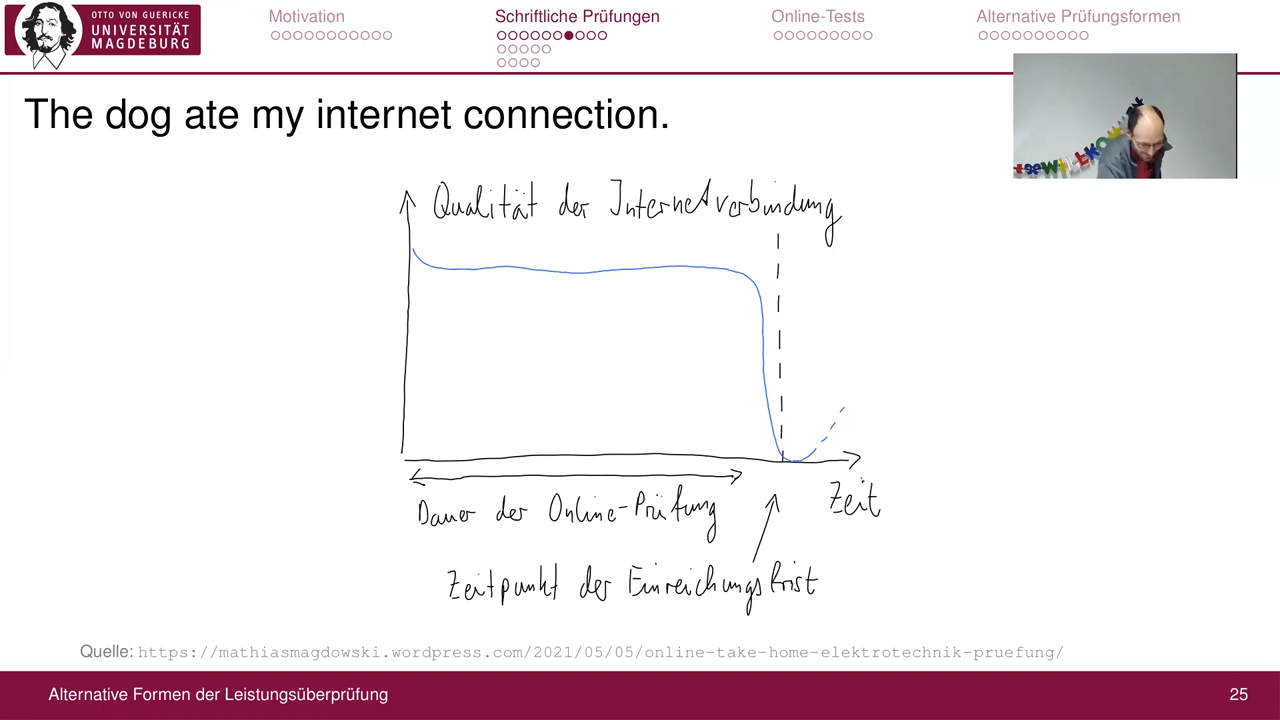 OTTO VON GUERICKE
UNIVERSITÄT
MAGDEBURG
Motivation
Schriftliche Prüfungen
Online-Tests
Alternative Prüfungsformen
The dog ate my internet connection.
Qualität der Internetverbindung
Dauer der Online-Prüfung
Zeit
Zeitpunkt der Einreichungsfrist
Quelle: https://mathiasmagdowski.wordpress.com/2021/05/05/online-take-home-elektrotechnik-pruefung/
Alternative Formen der Leistungsüberprüfung
25